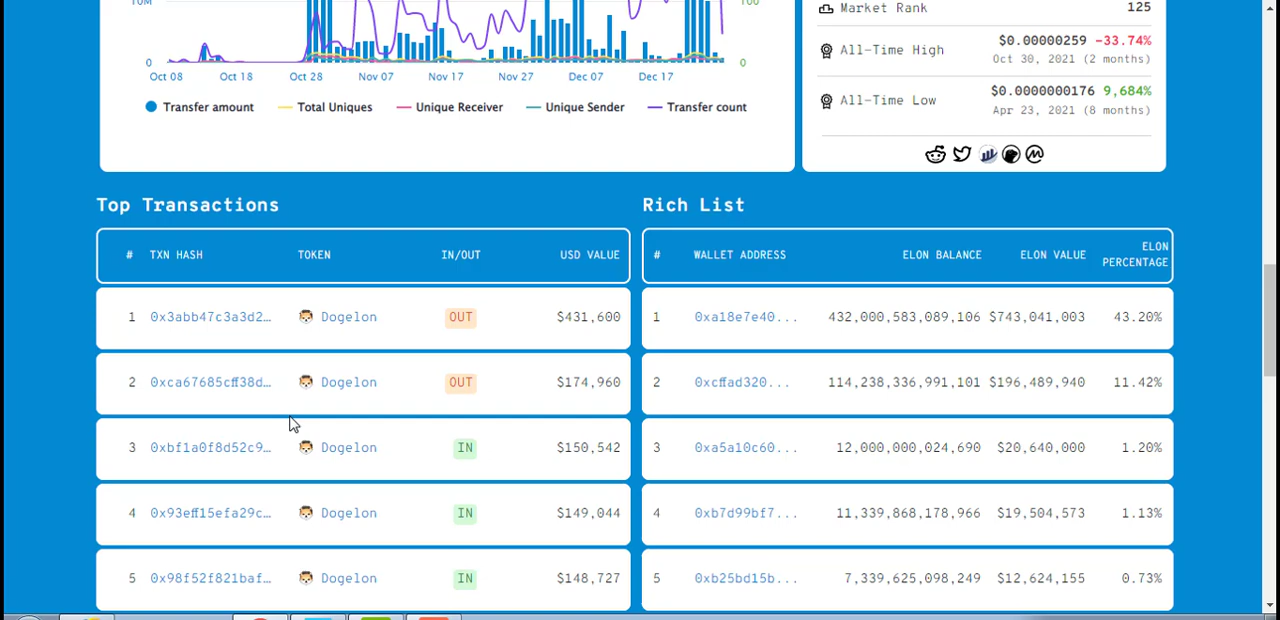 10M
100
0
0
Oct 08 Oct 18 Oct 28 Nov 07 Nov 17 Nov 27 Dec 07 Dec 17
Transfer amount Total Uniques Unique Receiver Unique Sender Transfer count
Market Rank 125
All-Time High $0.00000259 -33.74%
Oct 30, 2021 (2 months)
All-Time Low $0.0000000176 9,684%
Apr 23, 2021 (8 months)
Top Transactions
# TXN HASH TOKEN IN/OUT USD VALUE
1 0x3abb47c3a3d2… Dogelon OUT $431,600
2 0xca67685cff38d… Dogelon OUT $174,960
3 0xbf1a0f8d52c9… Dogelon IN $150,542
4 0x93eff15efa29c… Dogelon IN $149,044
5 0x98f52f821baf… Dogelon IN $148,727
Rich List
# WALLET ADDRESS ELON BALANCE ELON VALUE ELON PERCENTAGE
1 0xa18e7e40... 432,000,583,089,106 $743,041,003 43.20%
2 0xcffad320... 114,238,336,991,101 $196,489,940 11.42%
3 0xa5a10c60... 12,000,000,024,690 $20,640,000 1.20%
4 0xb7d99bf7... 11,339,868,178,966 $19,504,573 1.13%
5 0xb25bd15b... 7,339,625,098,249 $12,624,155 0.73%